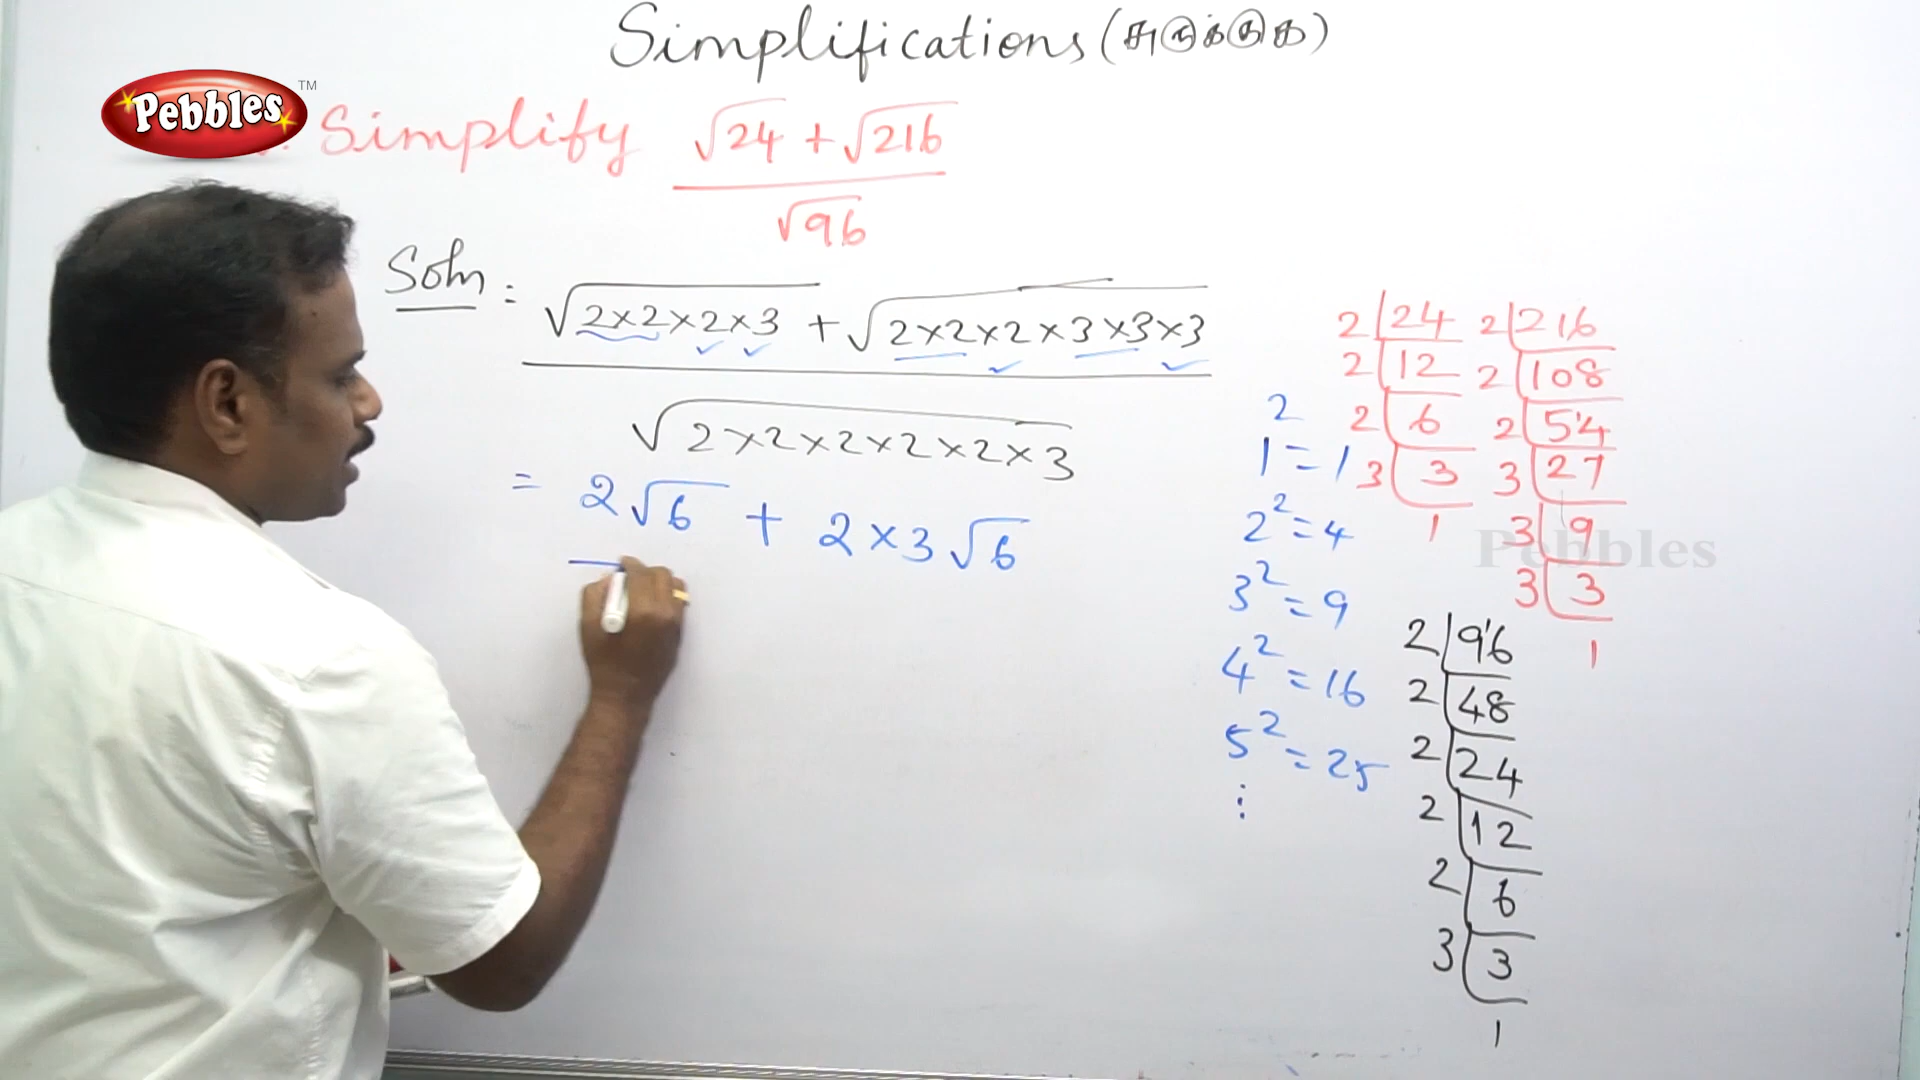 Simplifications (சுருக்குக)
Pebbles™
Simplify √24 + √216
√96
Soln : √2×2×2×3 + √2×2×2×3×3×3
√2×2×2×2×2×3
= 2√6 + 2×3√6
1² = 1
2² = 4
3² = 9
4² = 16
5² = 25
⋮
2 24
2 12
2 6
3 3
1
2 216
2 108
2 54
3 27
3 9
3 3
1
Pebbles
2 96
2 48
2 24
2 12
2 6
3 3
1